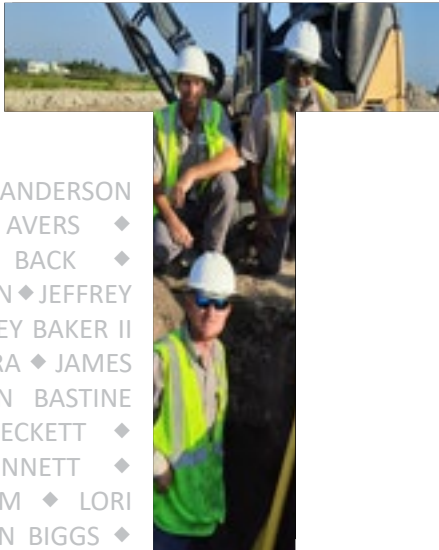 ANDERSON
AVERS ◆
BACK ◆
N ◆ JEFFREY
EY BAKER II
RA ◆ JAMES
N BASTINE
ECKETT ◆
NNETT ◆
M ◆ LORI
N BIGGS ◆